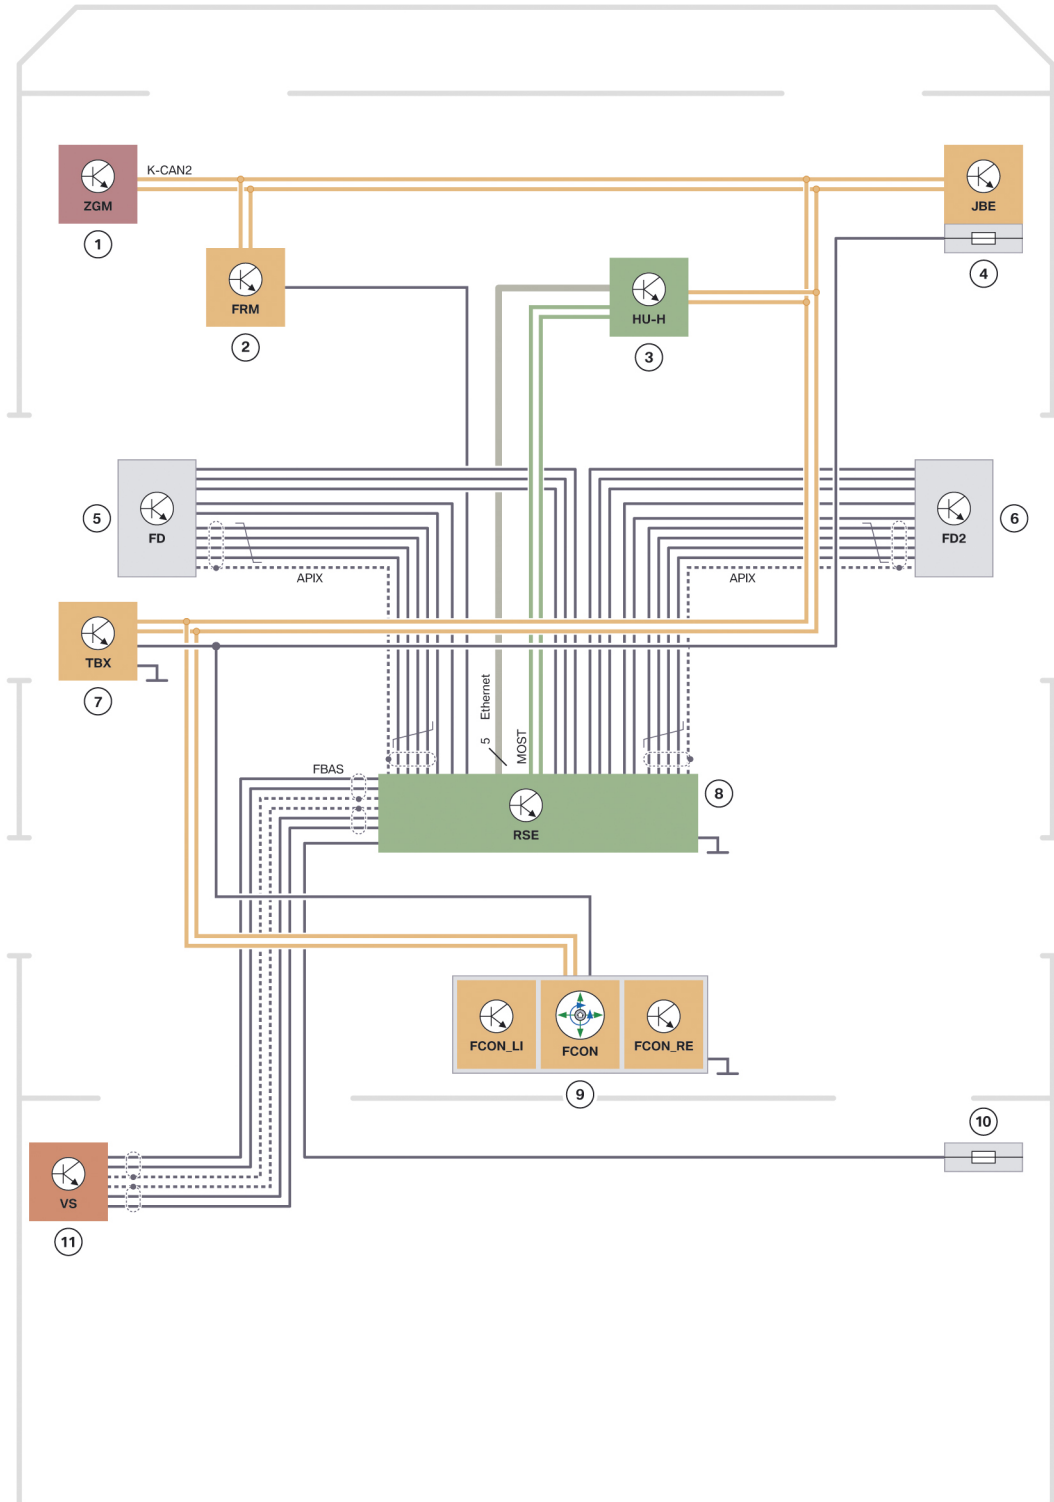 K-CAN2
ZGM
1
JBE
4
FRM
2
HU-H
3
5
FD
APIX
FD2
6
APIX
TBX
7
Ethernet
5
MOST
FBAS
RSE
8
FCON_LI
FCON
FCON_RE
9
10
VS
11